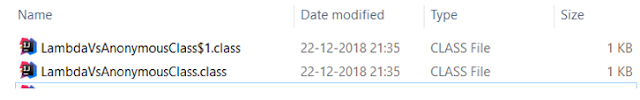 Name Date modified Type Size
LambdaVsAnonymousClass$1.class 22-12-2018 21:35 CLASS File 1 KB
LambdaVsAnonymousClass.class 22-12-2018 21:35 CLASS File 1 KB